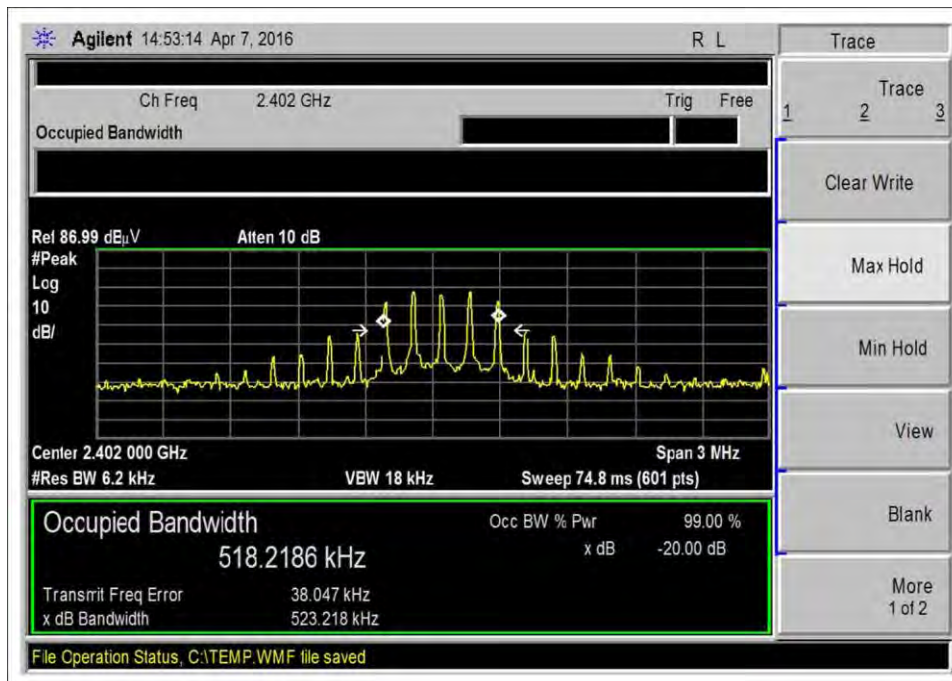 Agilent 14:53:14 Apr 7, 2016 R L
Trace
Ch Freq 2.402 GHz Trig Free
Occupied Bandwidth
Trace
1 2 3
Clear Write
Max Hold
Min Hold
View
Blank
More
1 of 2
Ref 86.99 dBµV Atten 10 dB
#Peak
Log
10
dB/
Center 2.402 000 GHz Span 3 MHz
#Res BW 6.2 kHz VBW 18 kHz Sweep 74.8 ms (601 pts)
Occupied Bandwidth Occ BW % Pwr 99.00 %
518.2186 kHz x dB -20.00 dB
Transmit Freq Error 38.047 kHz
x dB Bandwidth 523.218 kHz
File Operation Status, C:\TEMP.WMF file saved